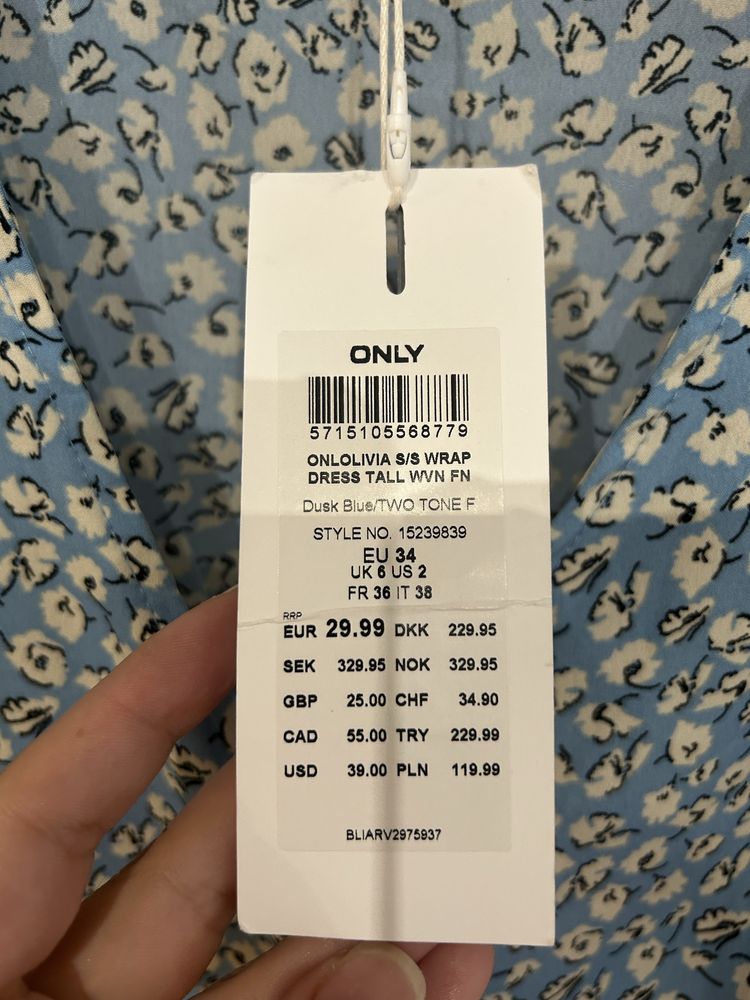 ONLY
5715105568779
ONLOLIVIA S/S WRAP
DRESS TALL WVN FN
Dusk Blue/TWO TONE F
STYLE NO. 15239839
EU 34
UK 6 US 2
FR 36 IT 38
RRP
EUR 29.99 DKK 229.95
SEK 329.95 NOK 329.95
GBP 25.00 CHF 34.90
CAD 55.00 TRY 229.99
USD 39.00 PLN 119.99
BLIARV2975937